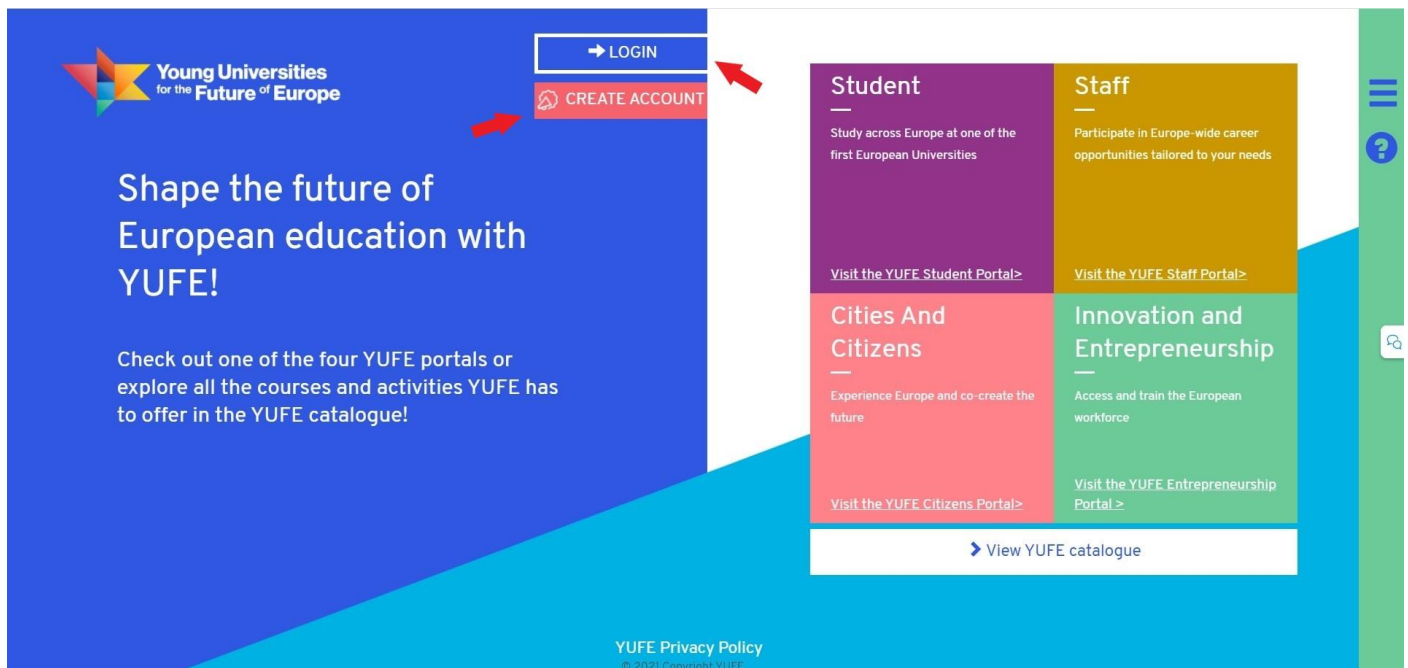 Young Universities
for the Future of Europe
LOGIN
CREATE ACCOUNT
Shape the future of
European education with
YUFE!
Check out one of the four YUFE portals or
explore all the courses and activities YUFE has
to offer in the YUFE catalogue!
Student
Study across Europe at one of the
first European Universities
Visit the YUFE Student Portal>
Staff
Participate in Europe-wide career
opportunities tailored to your needs
Visit the YUFE Staff Portal>
Cities And
Citizens
Experience Europe and co-create the
future
Visit the YUFE Citizens Portal>
Innovation and
Entrepreneurship
Access and train the European
workforce
Visit the YUFE Entrepreneurship
Portal >
View YUFE catalogue
?
YUFE Privacy Policy
© 2021 Copyright YUFE